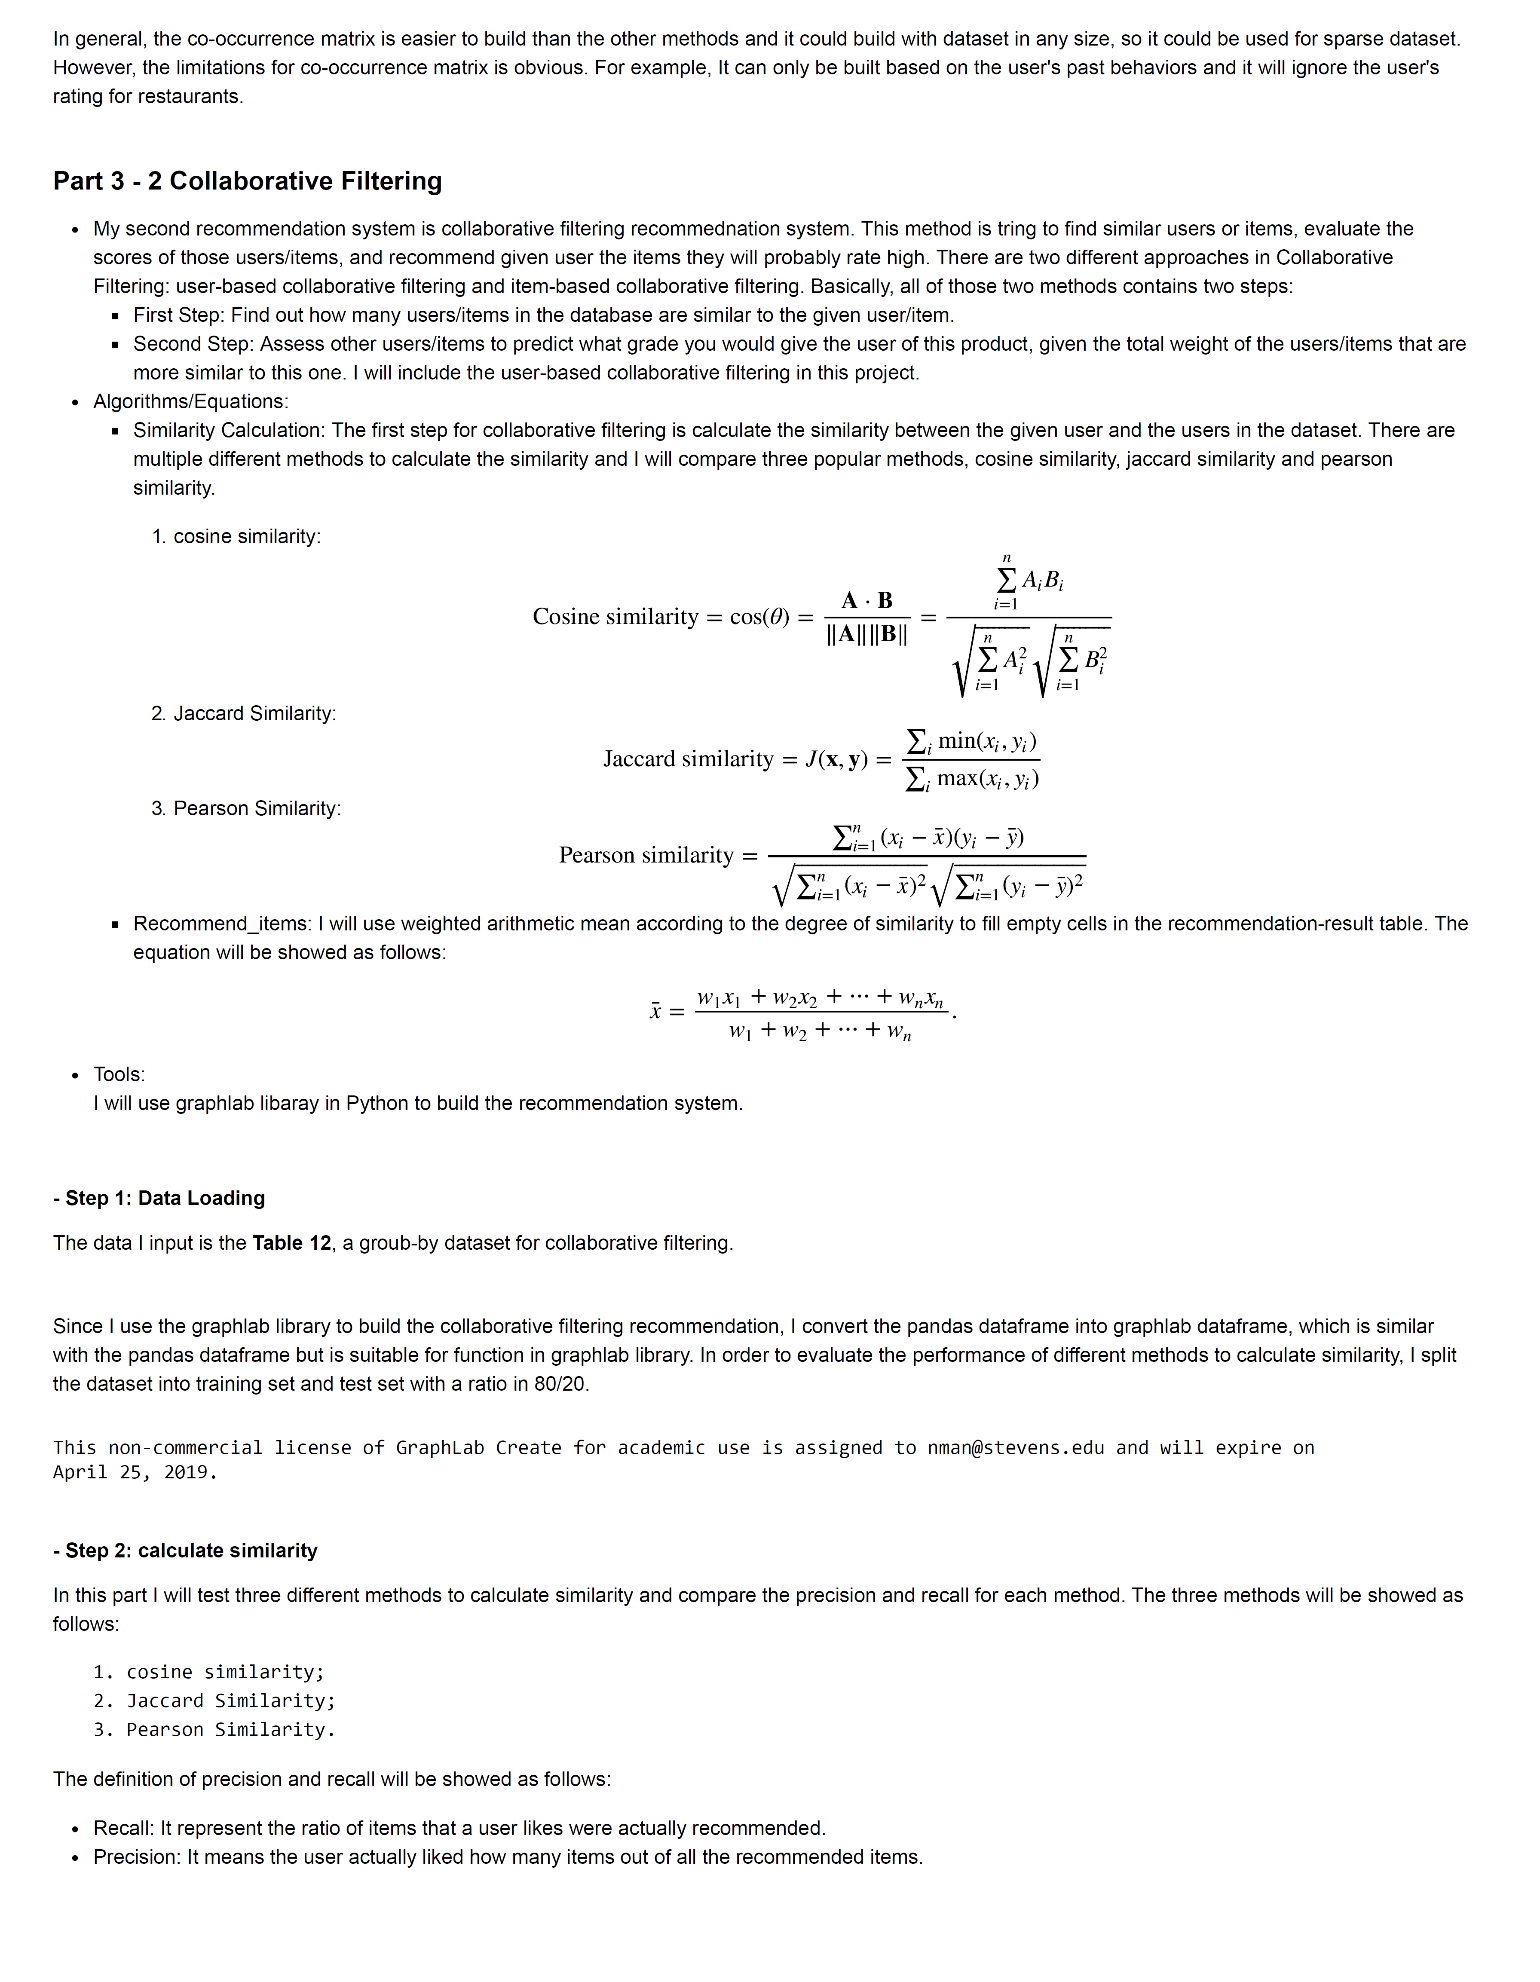 In general, the co-occurrence matrix is easier to build than the other methods and it could build with dataset in any size, so it could be used for sparse dataset.
However, the limitations for co-occurrence matrix is obvious. For example, It can only be built based on the user's past behaviors and it will ignore the user's
rating for restaurants.
Part 3 - 2 Collaborative Filtering
• My second recommendation system is collaborative filtering recommednation system. This method is tring to find similar users or items, evaluate the
scores of those users/items, and recommend given user the items they will probably rate high. There are two different approaches in Collaborative
Filtering: user-based collaborative filtering and item-based collaborative filtering. Basically, all of those two methods contains two steps:
▪ First Step: Find out how many users/items in the database are similar to the given user/item.
▪ Second Step: Assess other users/items to predict what grade you would give the user of this product, given the total weight of the users/items that are
more similar to this one. I will include the user-based collaborative filtering in this project.
• Algorithms/Equations:
▪ Similarity Calculation: The first step for collaborative filtering is calculate the similarity between the given user and the users in the dataset. There are
multiple different methods to calculate the similarity and I will compare three popular methods, cosine similarity, jaccard similarity and pearson
similarity.
1. cosine similarity:
Cosine similarity = cos(θ) = A · B / ‖A‖‖B‖ = ∑_{i=1}^{n} A_i B_i / √(∑_{i=1}^{n} A_i^2) √(∑_{i=1}^{n} B_i^2)
2. Jaccard Similarity:
Jaccard similarity = J(x, y) = ∑_i min(x_i, y_i) / ∑_i max(x_i, y_i)
3. Pearson Similarity:
Pearson similarity = ∑_{i=1}^{n} (x_i − x̄)(y_i − ȳ) / √(∑_{i=1}^{n} (x_i − x̄)^2) √(∑_{i=1}^{n} (y_i − ȳ)^2)
▪ Recommend_items: I will use weighted arithmetic mean according to the degree of similarity to fill empty cells in the recommendation-result table. The
equation will be showed as follows:
x̄ = (w_1 x_1 + w_2 x_2 + ⋯ + w_n x_n) / (w_1 + w_2 + ⋯ + w_n).
• Tools:
I will use graphlab libaray in Python to build the recommendation system.
- Step 1: Data Loading
The data I input is the Table 12, a groub-by dataset for collaborative filtering.
Since I use the graphlab library to build the collaborative filtering recommendation, I convert the pandas dataframe into graphlab dataframe, which is similar
with the pandas dataframe but is suitable for function in graphlab library. In order to evaluate the performance of different methods to calculate similarity, I split
the dataset into training set and test set with a ratio in 80/20.
This non-commercial license of GraphLab Create for academic use is assigned to nman@stevens.edu and will expire on
April 25, 2019.
- Step 2: calculate similarity
In this part I will test three different methods to calculate similarity and compare the precision and recall for each method. The three methods will be showed as
follows:
1. cosine similarity;
2. Jaccard Similarity;
3. Pearson Similarity.
The definition of precision and recall will be showed as follows:
• Recall: It represent the ratio of items that a user likes were actually recommended.
• Precision: It means the user actually liked how many items out of all the recommended items.